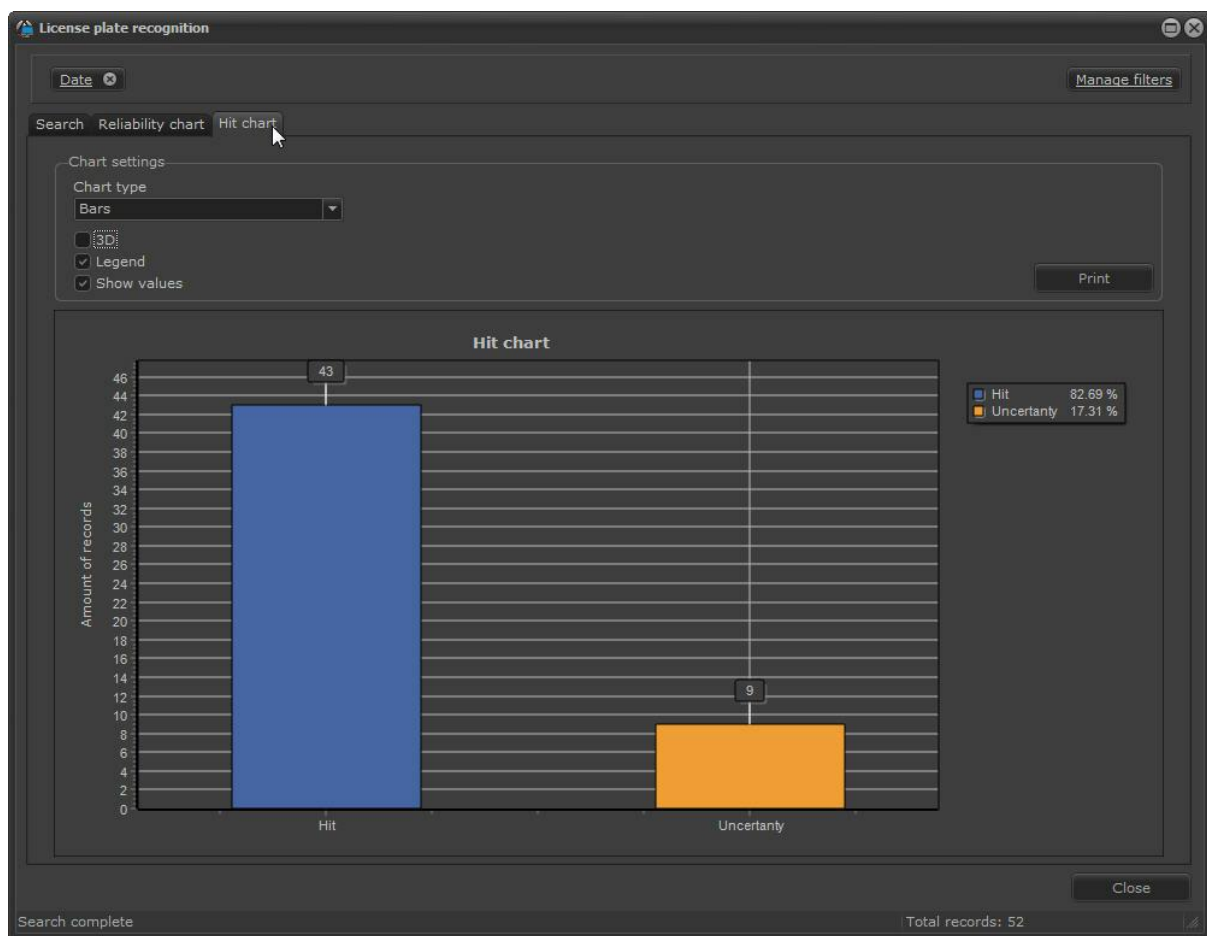 License plate recognition
Date
Manage filters
Search Reliability chart Hit chart
Chart settings
Chart type
Bars
3D
Legend
Show values
Print
Hit chart
43
46
44
42
40
38
36
34
32
30
28
26
24
22
20
18
16
14
12
10
8
6
4
2
0
Amount of records
9
Hit 82.69 %
Uncertanty 17.31 %
Hit
Uncertanty
Close
Search complete
Total records: 52